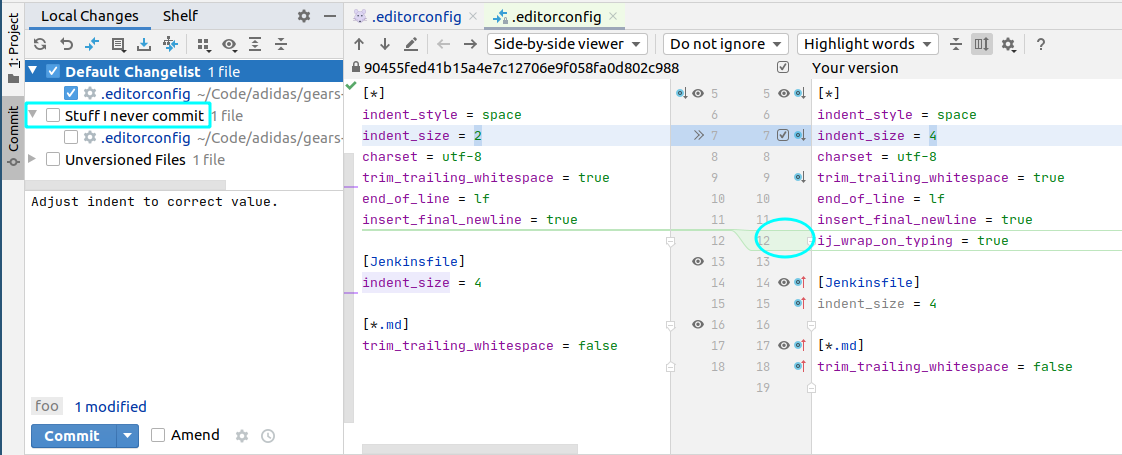 1: Project
Commit
Local Changes
Shelf
Default Changelist 1 file
.editorconfig ~/Code/adidas/gears-
Stuff I never commit 1 file
.editorconfig ~/Code/adidas/gears-
Unversioned Files 1 file
Adjust indent to correct value.
foo 1 modified
Commit
Amend
.editorconfig
.editorconfig
Side-by-side viewer
Do not ignore
Highlight words
?
90455fed41b15a4e7c12706e9f058fa0d802c988
Your version
[*] 5 5 [*]
indent_style = space 6 6 indent_style = space
indent_size = 2 7 7 indent_size = 4
charset = utf-8 8 8 charset = utf-8
trim_trailing_whitespace = true 9 9 trim_trailing_whitespace = true
end_of_line = lf 10 10 end_of_line = lf
insert_final_newline = true 11 11 insert_final_newline = true
12 12 ij_wrap_on_typing = true
[Jenkinsfile] 13 13
indent_size = 4 14 14 [Jenkinsfile]
15 15 indent_size = 4
[*.md] 16 16
trim_trailing_whitespace = false 17 17 [*.md]
18 18 trim_trailing_whitespace = false
19